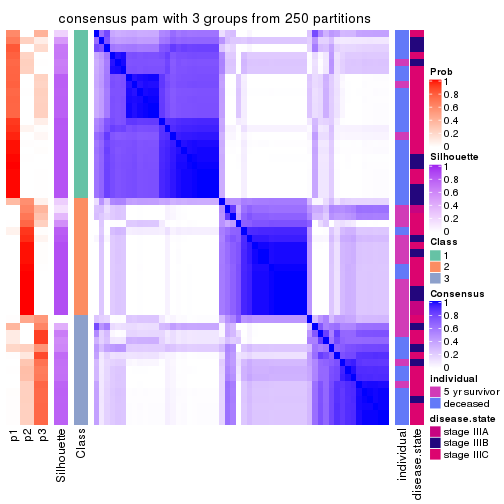 consensus pam with 3 groups from 250 partitions
Prob
1
0.8
0.6
0.4
0.2
0
Silhouette
1
0.8
0.6
0.4
0.2
0
Class
1
2
3
Consensus
1
0.8
0.6
0.4
0.2
0
individual
5 yr survivor
deceased
disease.state
stage IIIA
stage IIIB
stage IIIC
p1
p2
p3
Silhouette
Class
individual
disease.state